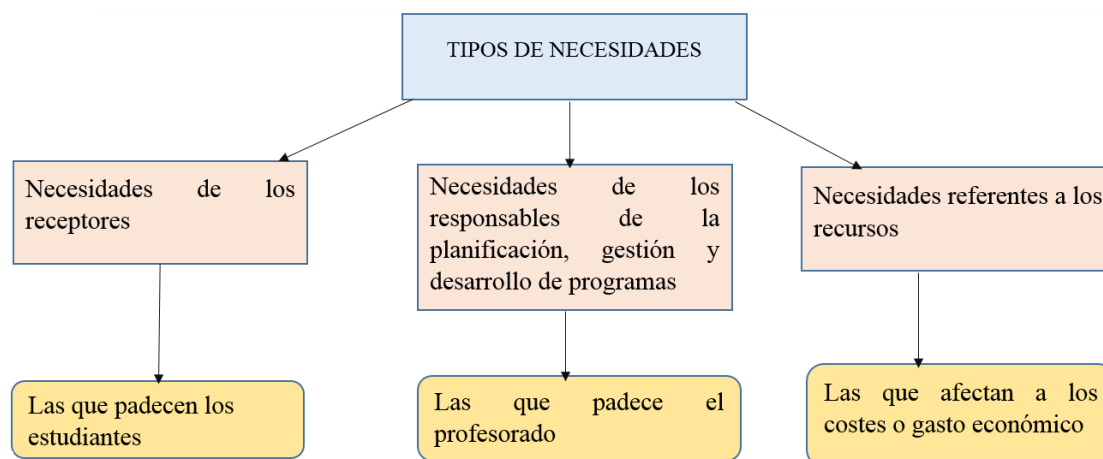 TIPOS DE NECESIDADES
Necesidades de los
receptores
Necesidades de los
responsables de la
planificación, gestión y
desarrollo de programas
Necesidades referentes a los
recursos
Las que padecen los
estudiantes
Las que padece el
profesorado
Las que afectan a los
costes o gasto económico